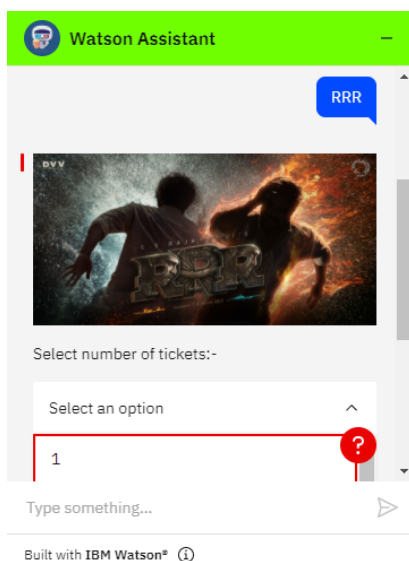 Watson Assistant
RRR
DVV
S S RAJAMOULI
RRR
Select number of tickets:-
Select an option
?
1
Type something...
Built with IBM Watson® i